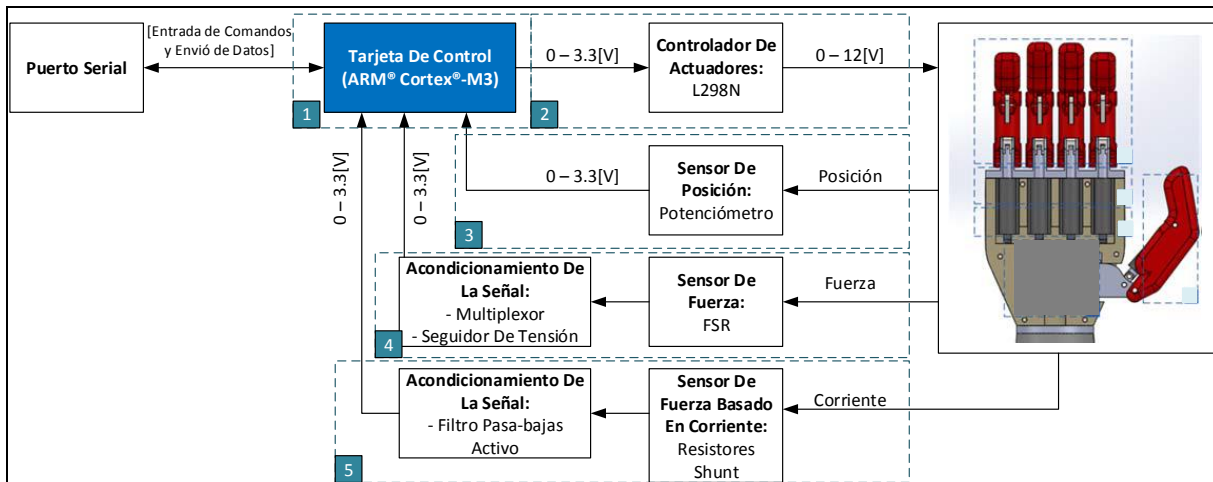 [Entrada de Comandos
y Envió de Datos]
Puerto Serial
Tarjeta De Control
(ARM® Cortex®-M3)
1
0 – 3.3[V]
2
Controlador De
Actuadores:
L298N
0 – 12[V]
0 – 3.3[V]
0 – 3.3[V]
0 – 3.3[V]
3
Sensor De
Posición:
Potenciómetro
Posición
Acondicionamiento De
La Señal:
- Multiplexor
- Seguidor De Tensión
4
Sensor De
Fuerza:
FSR
Fuerza
Acondicionamiento De
La Señal:
- Filtro Pasa-bajas
Activo
5
Sensor De
Fuerza Basado
En Corriente:
Resistores
Shunt
Corriente